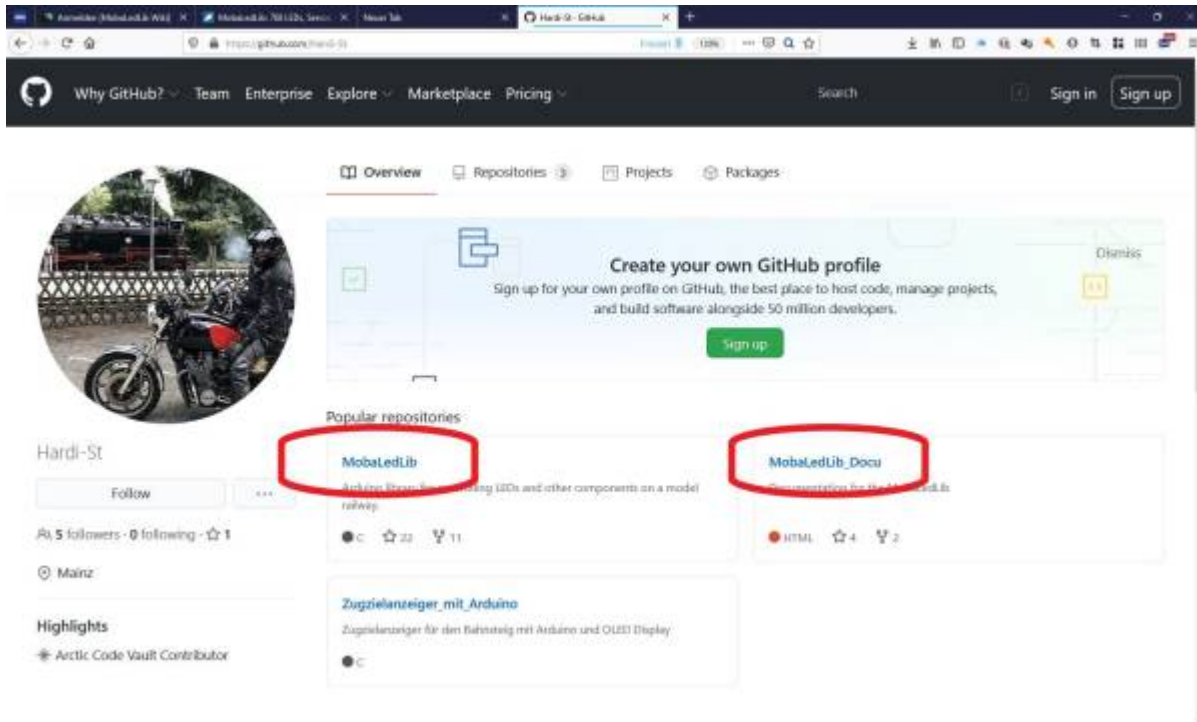 Hardi-St · GitHub
Why GitHub? Team Enterprise Explore Marketplace Pricing Search Sign in Sign up
Overview Repositories 3 Projects Packages
Dismiss
Create your own GitHub profile
Sign up for your own profile on GitHub, the best place to host code, manage projects,
and build software alongside 50 million developers.
Sign up
Popular repositories
Hardi-St
Follow
5 followers · 0 following · 1
Mainz
Highlights
Arctic Code Vault Contributor
MobaLedLib
LEDs and other components on a model
railway.
C 22 11
MobaLedLib_Docu
HTML 4 2
Zugzielanzeiger_mit_Arduino
Zugzielanzeiger für den Bahnsteig mit Arduino und OLED Display
C